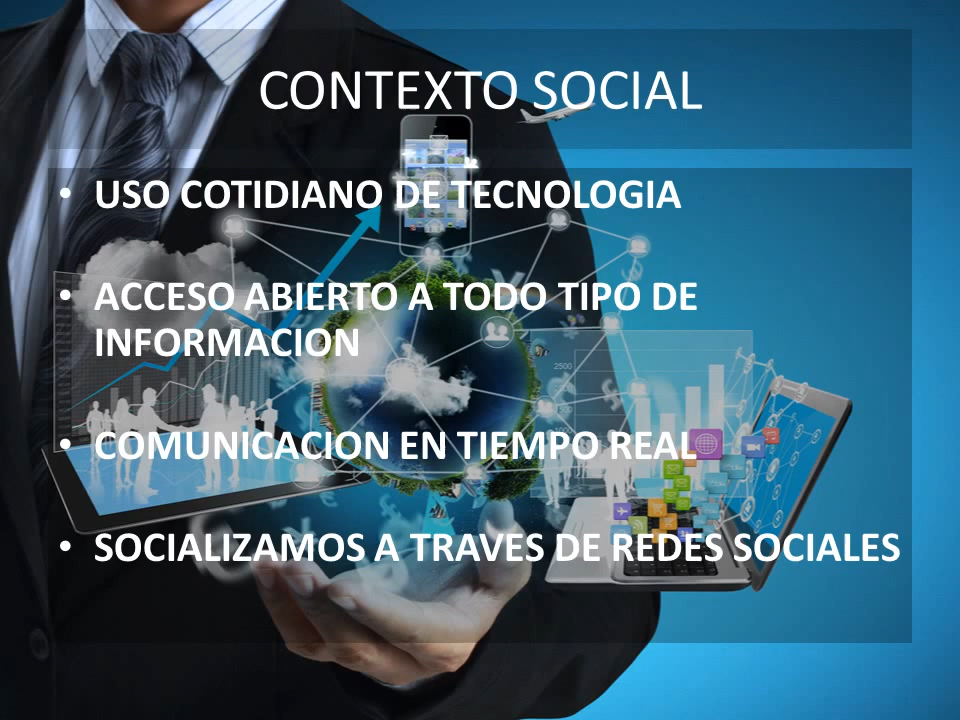 CONTEXTO SOCIAL
• USO COTIDIANO DE TECNOLOGIA
• ACCESO ABIERTO A TODO TIPO DE
INFORMACION
• COMUNICACION EN TIEMPO REAL
• SOCIALIZAMOS A TRAVES DE REDES SOCIALES
2500